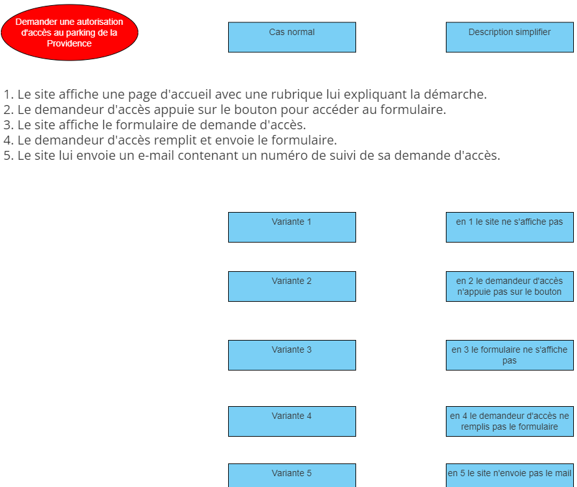 Demander une autorisation
d'accès au parking de la
Providence
Cas normal
Description simplifier
1. Le site affiche une page d'accueil avec une rubrique lui expliquant la démarche.
2. Le demandeur d'accès appuie sur le bouton pour accéder au formulaire.
3. Le site affiche le formulaire de demande d'accès.
4. Le demandeur d'accès remplit et envoie le formulaire.
5. Le site lui envoie un e-mail contenant un numéro de suivi de sa demande d'accès.
Variante 1
en 1 le site ne s'affiche pas
Variante 2
en 2 le demandeur d'accès
n'appuie pas sur le bouton
Variante 3
en 3 le formulaire ne s'affiche
pas
Variante 4
en 4 le demandeur d'accès ne
remplis pas le formulaire
Variante 5
en 5 le site n'envoie pas le mail